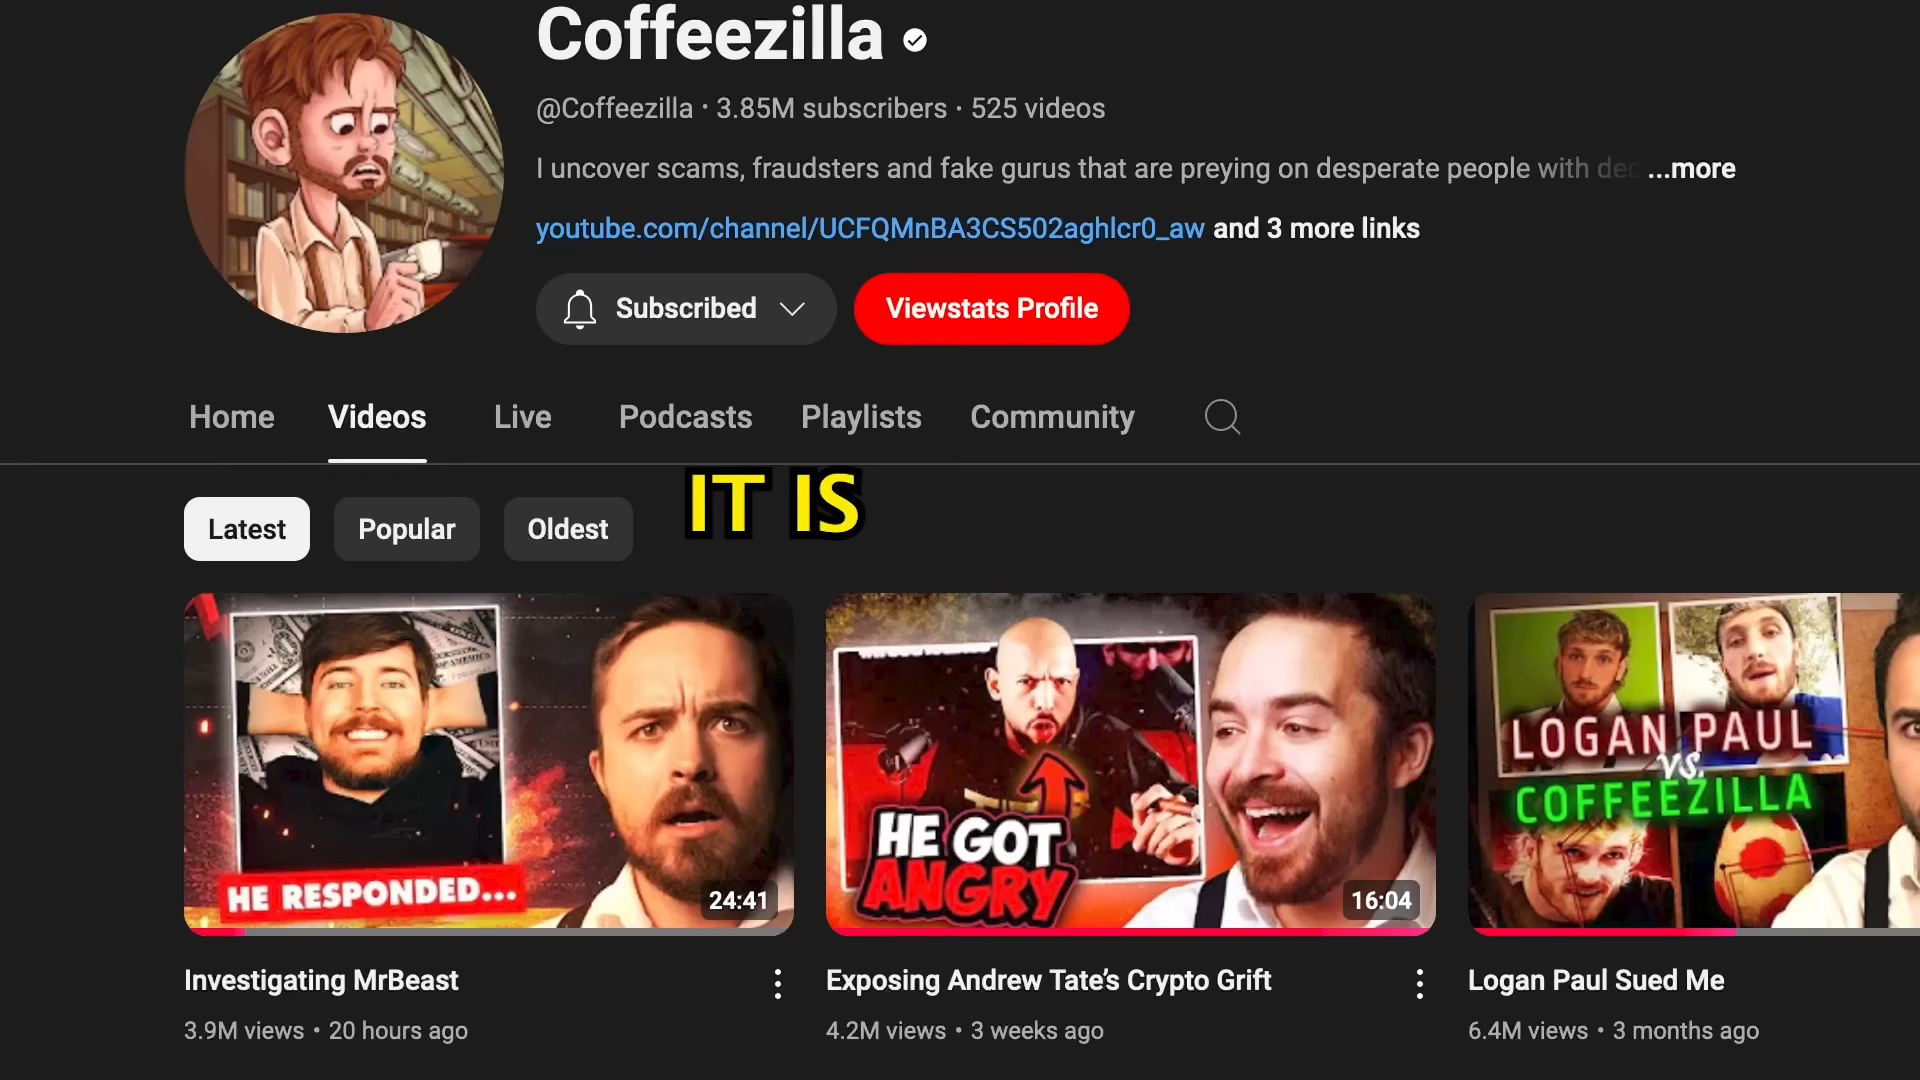 Coffeezilla
@Coffeezilla · 3.85M subscribers · 525 videos
I uncover scams, fraudsters and fake gurus that are preying on desperate people with dec ...more
youtube.com/channel/UCFQMnBA3CS502aghlcr0_aw and 3 more links
Subscribed
Viewstats Profile
Home Videos Live Podcasts Playlists Community
IT IS
Latest Popular Oldest
HE RESPONDED...
24:41
HE GOT
ANGRY
16:04
LOGAN PAUL
VS.
COFFEEZILLA
Investigating MrBeast
3.9M views • 20 hours ago
Exposing Andrew Tate’s Crypto Grift
4.2M views • 3 weeks ago
Logan Paul Sued Me
6.4M views • 3 months ago